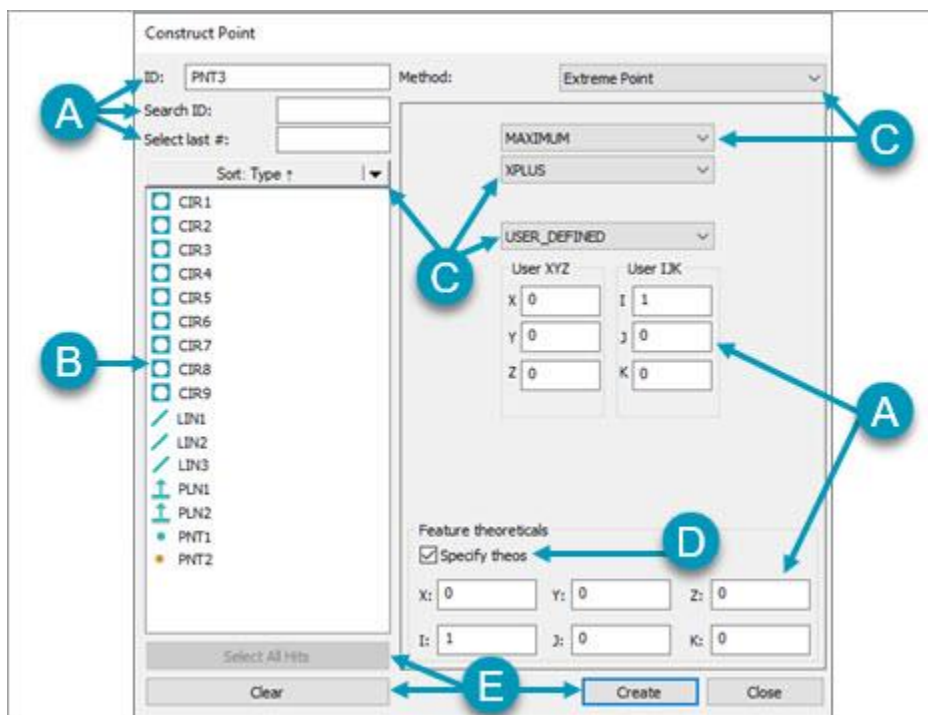 Construct Point
ID: PNT3 Method: Extreme Point
A
Search ID:
Select last #:
C
MAXIMUM
Sort: Type ↑
XPLUS
CIR1
CIR2
CIR3
C
USER_DEFINED
CIR4
User XYZ User IJK
CIR5
X 0 I 1
CIR6
CIR7
Y 0 J 0
B
CIR8
Z 0 K 0
CIR9
A
LIN1
LIN2
LIN3
PLN1
PLN2
Feature theoreticals
PNT1
D
Specify theos
PNT2
X: 0 Y: 0 Z: 0
I: 1 J: 0 K: 0
Select All Hits
E
Clear Create Close